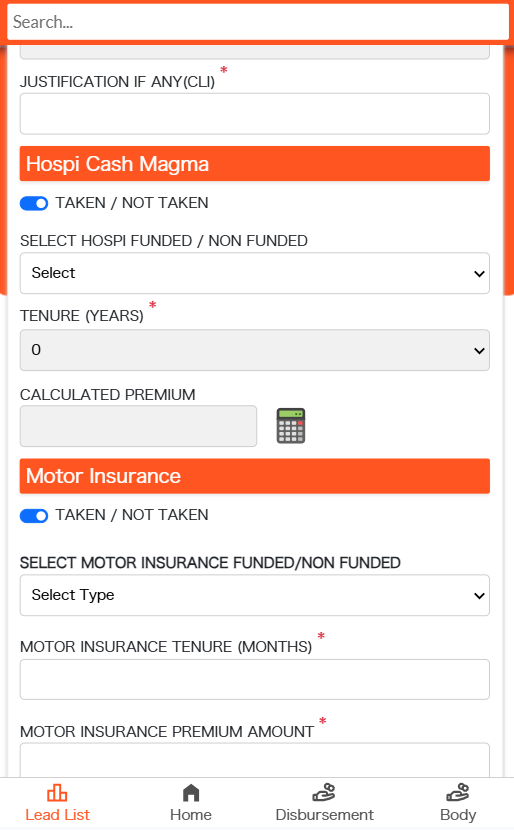 Search...
JUSTIFICATION IF ANY(CLI) *
Hospi Cash Magma
TAKEN / NOT TAKEN
SELECT HOSPI FUNDED / NON FUNDED
Select
TENURE (YEARS) *
0
CALCULATED PREMIUM
Motor Insurance
TAKEN / NOT TAKEN
SELECT MOTOR INSURANCE FUNDED/NON FUNDED
Select Type
MOTOR INSURANCE TENURE (MONTHS) *
MOTOR INSURANCE PREMIUM AMOUNT *
Lead List Home Disbursement Body